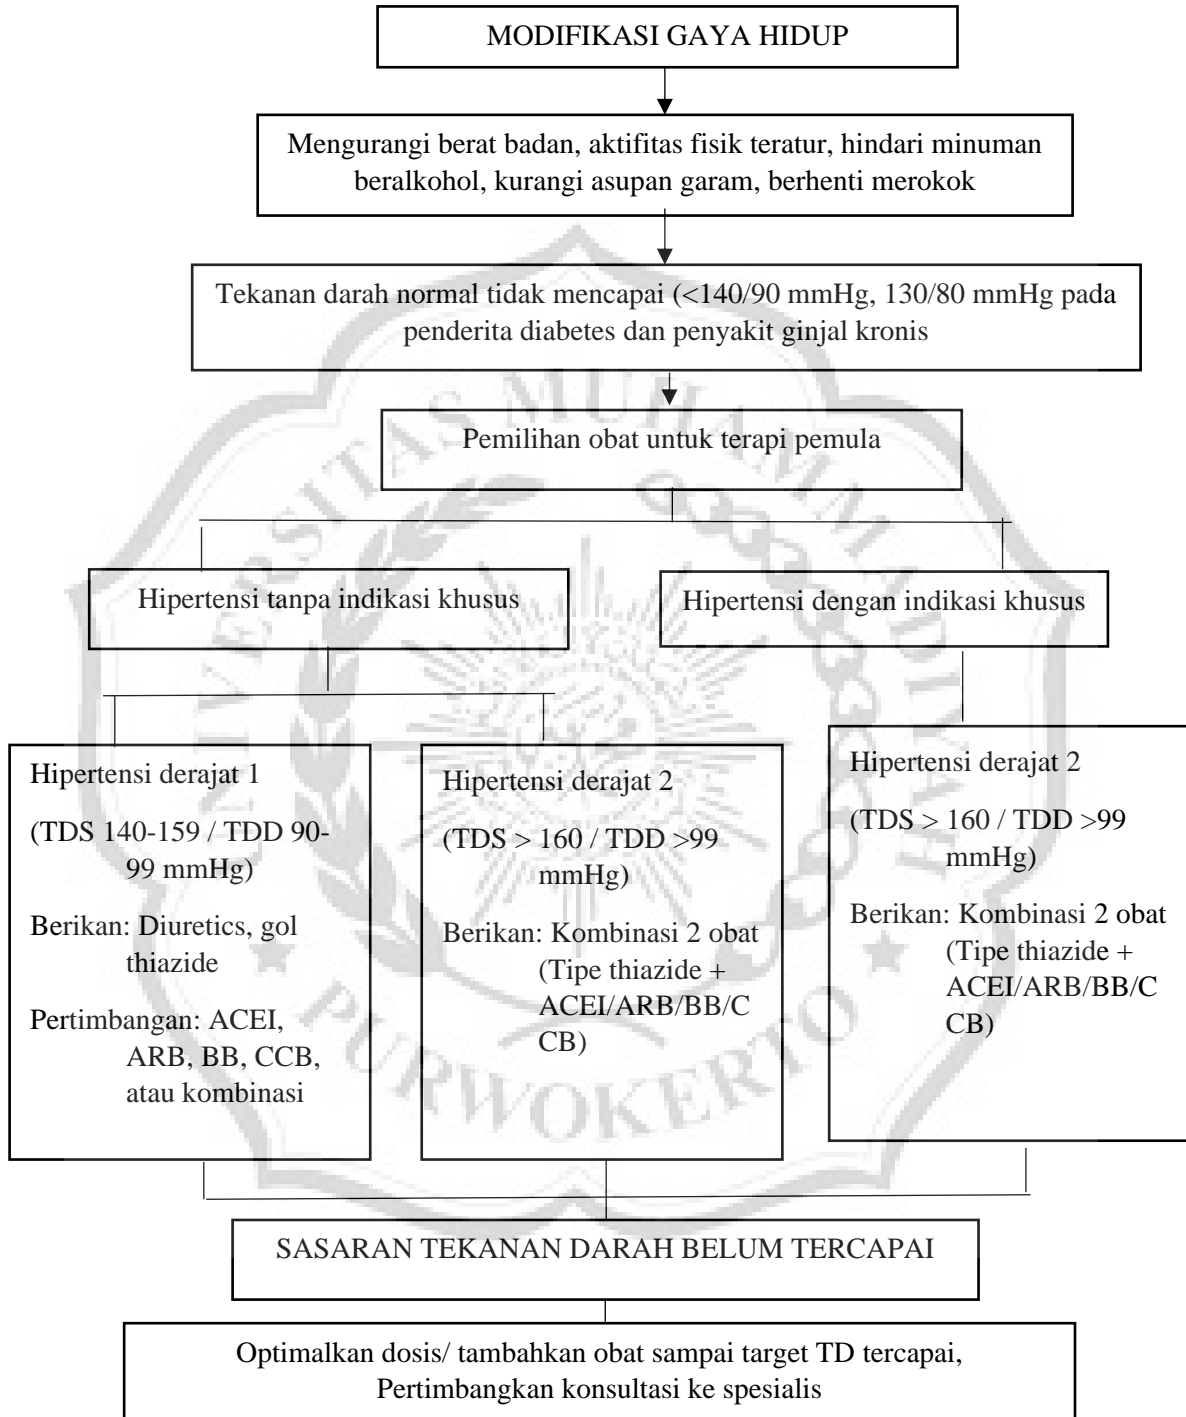 MODIFIKASI GAYA HIDUP
Mengurangi berat badan, aktifitas fisik teratur, hindari minuman
beralkohol, kurangi asupan garam, berhenti merokok
Tekanan darah normal tidak mencapai (<140/90 mmHg, 130/80 mmHg pada
penderita diabetes dan penyakit ginjal kronis
Pemilihan obat untuk terapi pemula
Hipertensi tanpa indikasi khusus
Hipertensi dengan indikasi khusus
Hipertensi derajat 1
(TDS 140-159 / TDD 90-
99 mmHg)
Berikan: Diuretics, gol
thiazide
Pertimbangan: ACEI,
ARB, BB, CCB,
atau kombinasi
Hipertensi derajat 2
(TDS > 160 / TDD >99
mmHg)
Berikan: Kombinasi 2 obat
(Tipe thiazide +
ACEI/ARB/BB/C
CB)
Hipertensi derajat 2
(TDS > 160 / TDD >99
mmHg)
Berikan: Kombinasi 2 obat
(Tipe thiazide +
ACEI/ARB/BB/C
CB)
SASARAN TEKANAN DARAH BELUM TERCAPAI
Optimalkan dosis/ tambahkan obat sampai target TD tercapai,
Pertimbangkan konsultasi ke spesialis
UNIVERSITAS MUHAMMADIYAH
PURWOKERTO